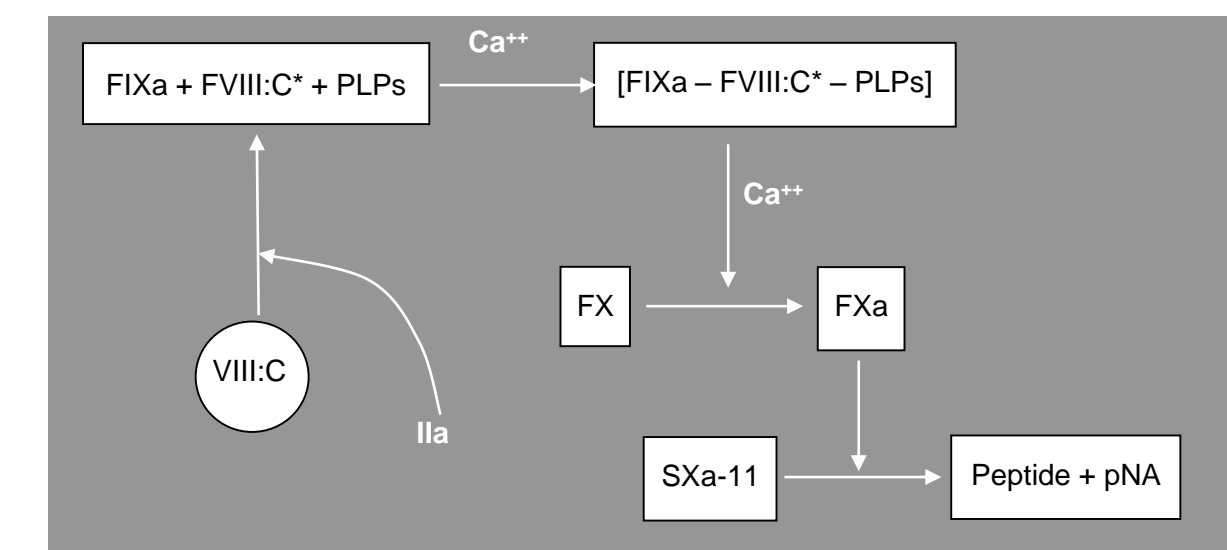 Ca⁺⁺
FIXa + FVIII:C* + PLPs
[FIXa – FVIII:C* – PLPs]
Ca⁺⁺
FX
FXa
VIII:C
IIa
SXa-11
Peptide + pNA